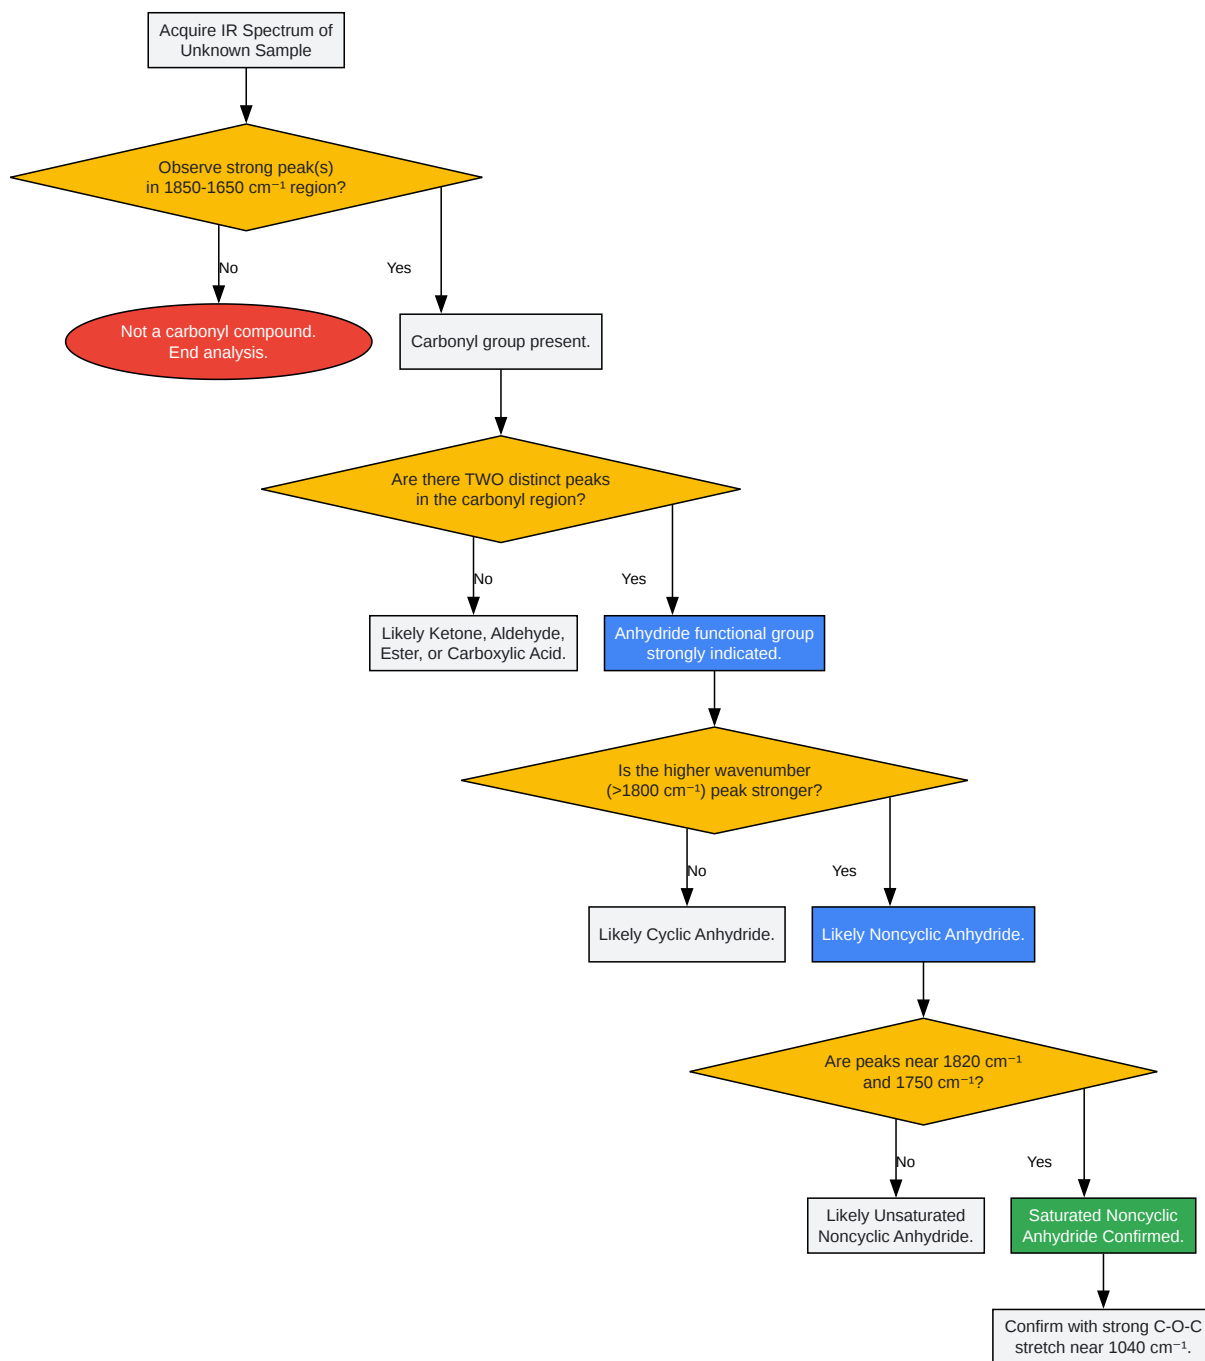 Acquire IR Spectrum of
Unknown Sample
Observe strong peak(s)
in 1850-1650 cm⁻¹ region?
No
Yes
Not a carbonyl compound.
End analysis.
Carbonyl group present.
Are there TWO distinct peaks
in the carbonyl region?
No
Yes
Likely Ketone, Aldehyde,
Ester, or Carboxylic Acid.
Anhydride functional group
strongly indicated.
Is the higher wavenumber
(>1800 cm⁻¹) peak stronger?
No
Yes
Likely Cyclic Anhydride.
Likely Noncyclic Anhydride.
Are peaks near 1820 cm⁻¹
and 1750 cm⁻¹?
No
Yes
Likely Unsaturated
Noncyclic Anhydride.
Saturated Noncyclic
Anhydride Confirmed.
Confirm with strong C-O-C
stretch near 1040 cm⁻¹.